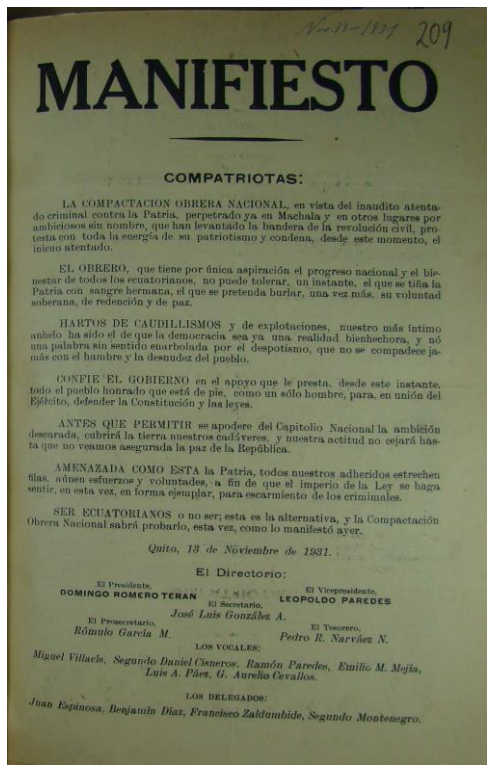 Nov 13-1931 209
MANIFIESTO
COMPATRIOTAS:
LA COMPACTACION OBRERA NACIONAL, en vista del inaudito atenta-
do criminal contra la Patria, perpetrado ya en Machala y en otros lugares por
ambiciosos sin nombre, que han levantado la bandera de la revolución civil, pro-
testa con toda la energía de su patriotismo y condena, desde este momento, el
inicuo atentado.
EL OBRERO, que tiene por única aspiración el progreso nacional y el bie-
nestar de todos los ecuatorianos, no puede tolerar, un instante, el que se tiña la
Patria con sangre hermana, el que se pretenda burlar, una vez más, su voluntad
soberana, de redención y de paz.
HARTOS DE CAUDILLISMOS y de explotaciones, nuestro más íntimo
anhelo ha sido el de que la democracia sea ya una realidad bienhechora, y nó
una palabra sin sentido enarbolada por el despotismo, que no se compadece ja-
más con el hambre y la desnudez del pueblo.
CONFIE EL GOBIERNO en el apoyo que le presta, desde este instante,
todo el pueblo honrado que está de pie, como un sólo hombre, para, en unión del
Ejército, defender la Constitución y las leyes.
ANTES QUE PERMITIR se apodere del Capitolio Nacional la ambición
descarada, cubrirá la tierra nuestros cadáveres, y nuestra actitud no cejará has-
ta que no veamos asegurada la paz de la República.
AMENAZADA COMO ESTA la Patria, todos nuestros adheridos estrechen
filas, aúnen esfuerzos y voluntades, a fin de que el imperio de la Ley se haga
sentir, en esta vez, en forma ejemplar, para escarmiento de los criminales.
SER ECUATORIANOS o no ser; esta es la alternativa, y la Compactación
Obrera Nacional sabrá probarlo, esta vez, como lo manifestó ayer.
Quito, 13 de Noviembre de 1931.
El Directorio:
El Presidente, El Vicepresidente,
DOMINGO ROMERO TERAN LEOPOLDO PAREDES
El Secretario,
José Luis González A.
El Prosecretario, El Tesorero,
Rómulo García M. Pedro R. Narváez N.
LOS VOCALES:
Miguel Villacís, Segundo Daniel Cisneros, Ramón Paredes, Emilio M. Mejía,
Luis A. Páez, G. Aurelio Cevallos.
LOS DELEGADOS:
Juan Espinosa, Benjamín Díaz, Francisco Zaldumbide, Segundo Montenegro.